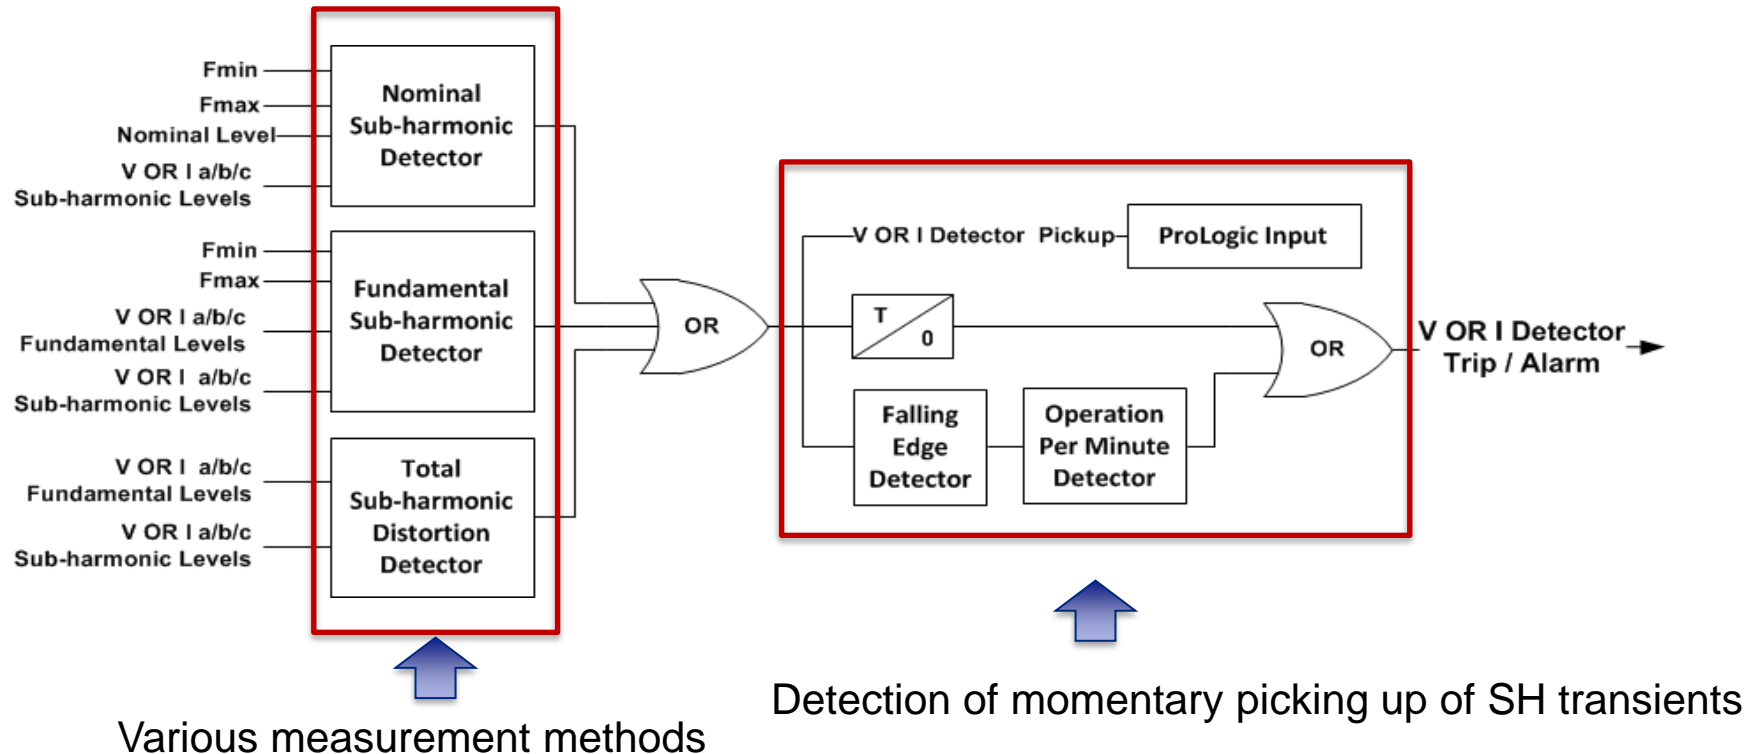 Fmin
Fmax
Nominal Level
V OR I a/b/c
Sub-harmonic Levels
Nominal
Sub-harmonic
Detector
Fmin
Fmax
V OR I a/b/c
Fundamental Levels
V OR I a/b/c
Sub-harmonic Levels
Fundamental
Sub-harmonic
Detector
V OR I a/b/c
Fundamental Levels
V OR I a/b/c
Sub-harmonic Levels
Total
Sub-harmonic
Distortion
Detector
OR
V OR I Detector Pickup
ProLogic Input
T
0
Falling
Edge
Detector
Operation
Per Minute
Detector
OR
V OR I Detector
Trip / Alarm
Various measurement methods
Detection of momentary picking up of SH transients